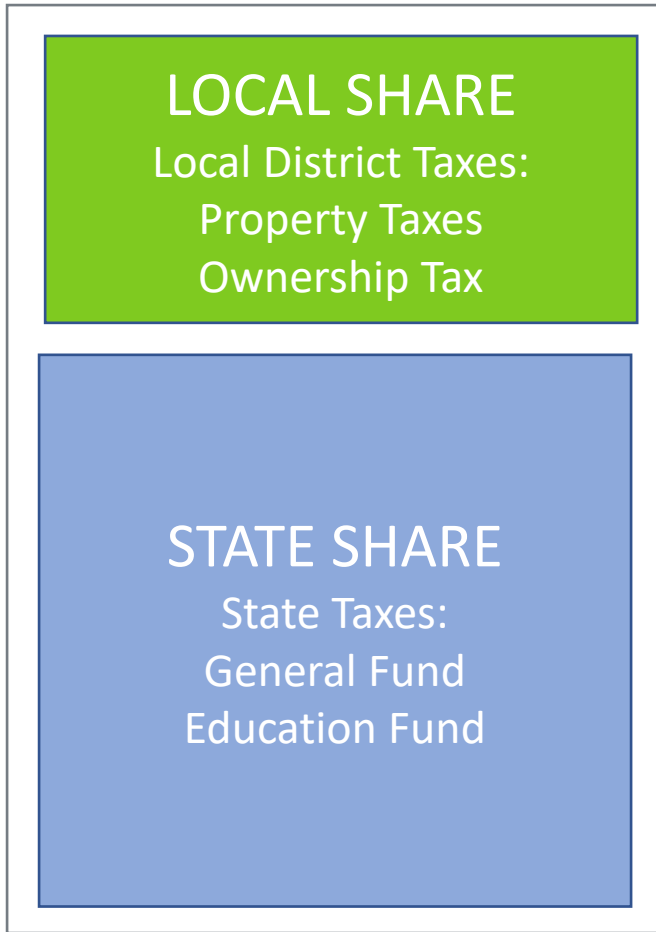 LOCAL SHARE
Local District Taxes:
Property Taxes
Ownership Tax
STATE SHARE
State Taxes:
General Fund
Education Fund